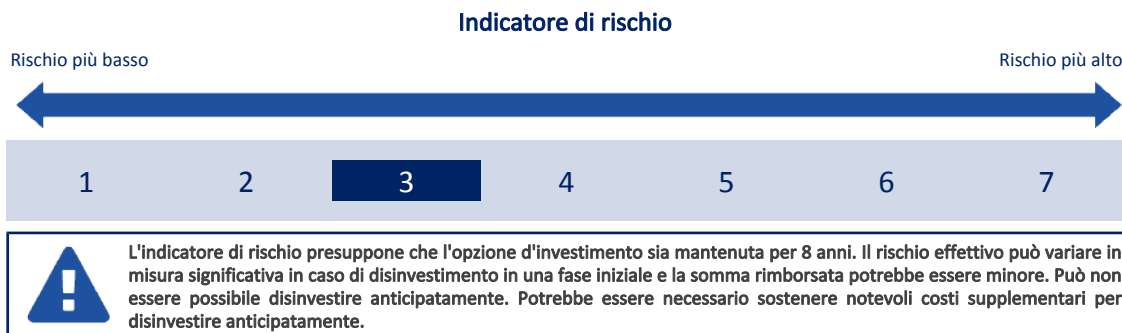 Indicatore di rischio
Rischio più basso
Rischio più alto
1 2 3 4 5 6 7
L'indicatore di rischio presuppone che l'opzione d'investimento sia mantenuta per 8 anni. Il rischio effettivo può variare in
misura significativa in caso di disinvestimento in una fase iniziale e la somma rimborsata potrebbe essere minore. Può non
essere possibile disinvestire anticipatamente. Potrebbe essere necessario sostenere notevoli costi supplementari per
disinvestire anticipatamente.